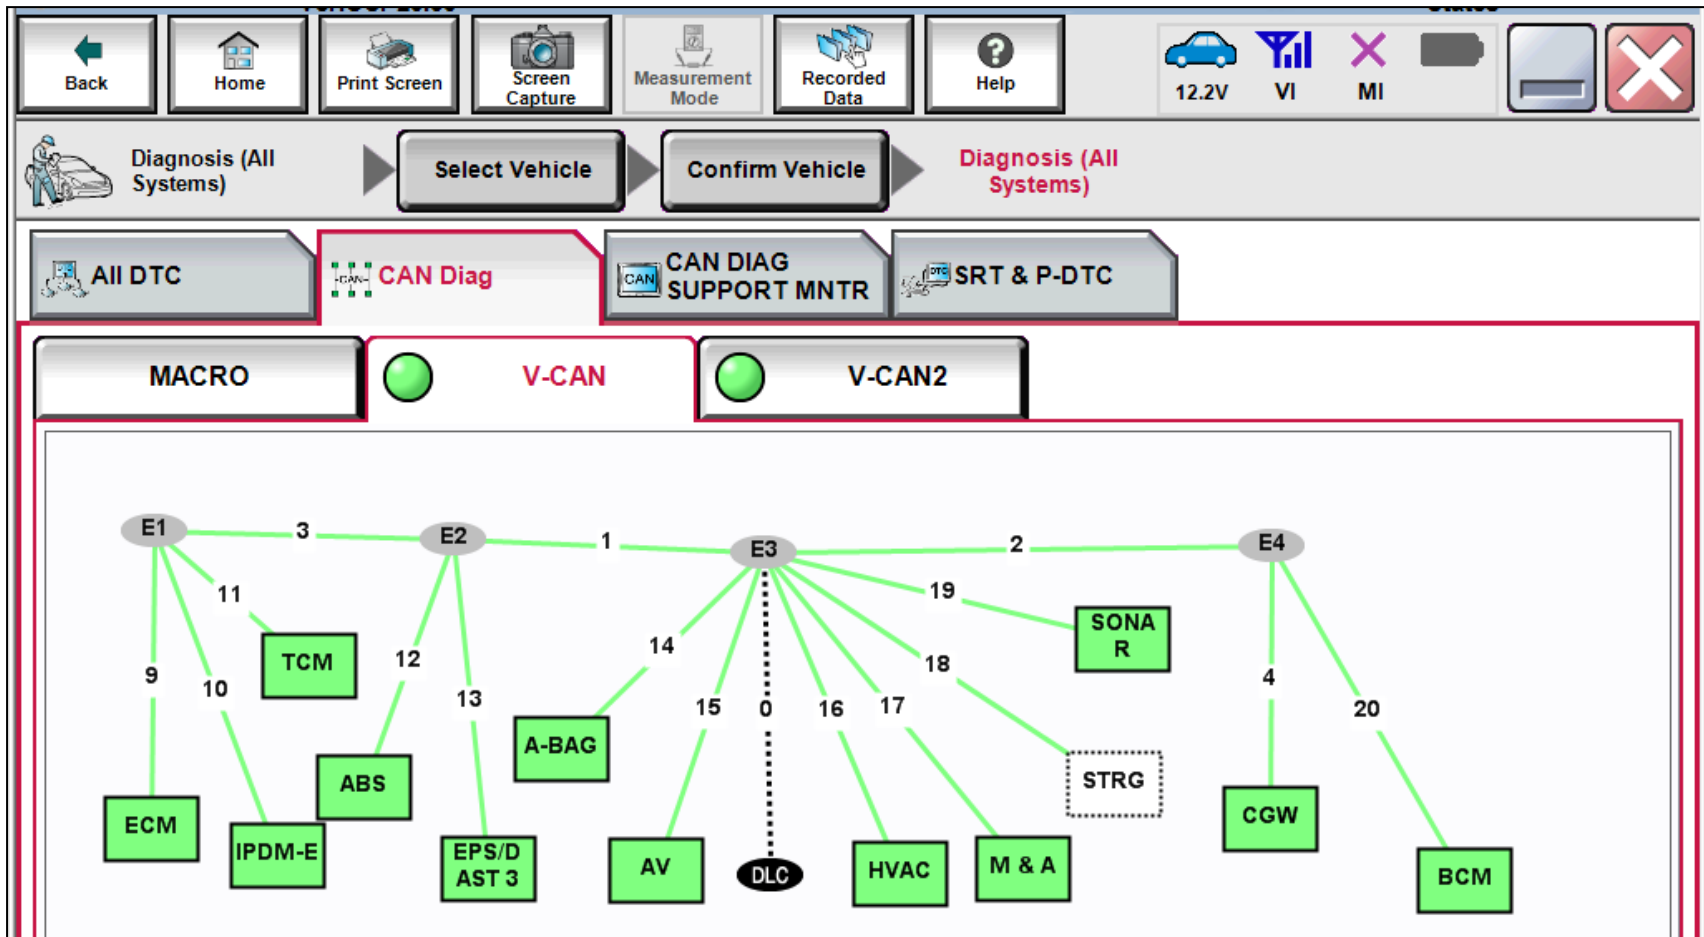 Back
Home
Print Screen
Screen
Capture
Measurement
Mode
Recorded
Data
Help
12.2V
VI
MI
Diagnosis (All
Systems)
Select Vehicle
Confirm Vehicle
Diagnosis (All
Systems)
All DTC
CAN Diag
CAN DIAG
SUPPORT MNTR
SRT & P-DTC
MACRO
V-CAN
V-CAN2
E1
3
E2
1
E3
2
E4
11
19
SONA
R
14
12
18
TCM
9
10
13
15
0
16
17
4
20
A-BAG
STRG
ABS
ECM
CGW
IPDM-E
EPS/D
AST 3
AV
DLC
HVAC
M & A
BCM